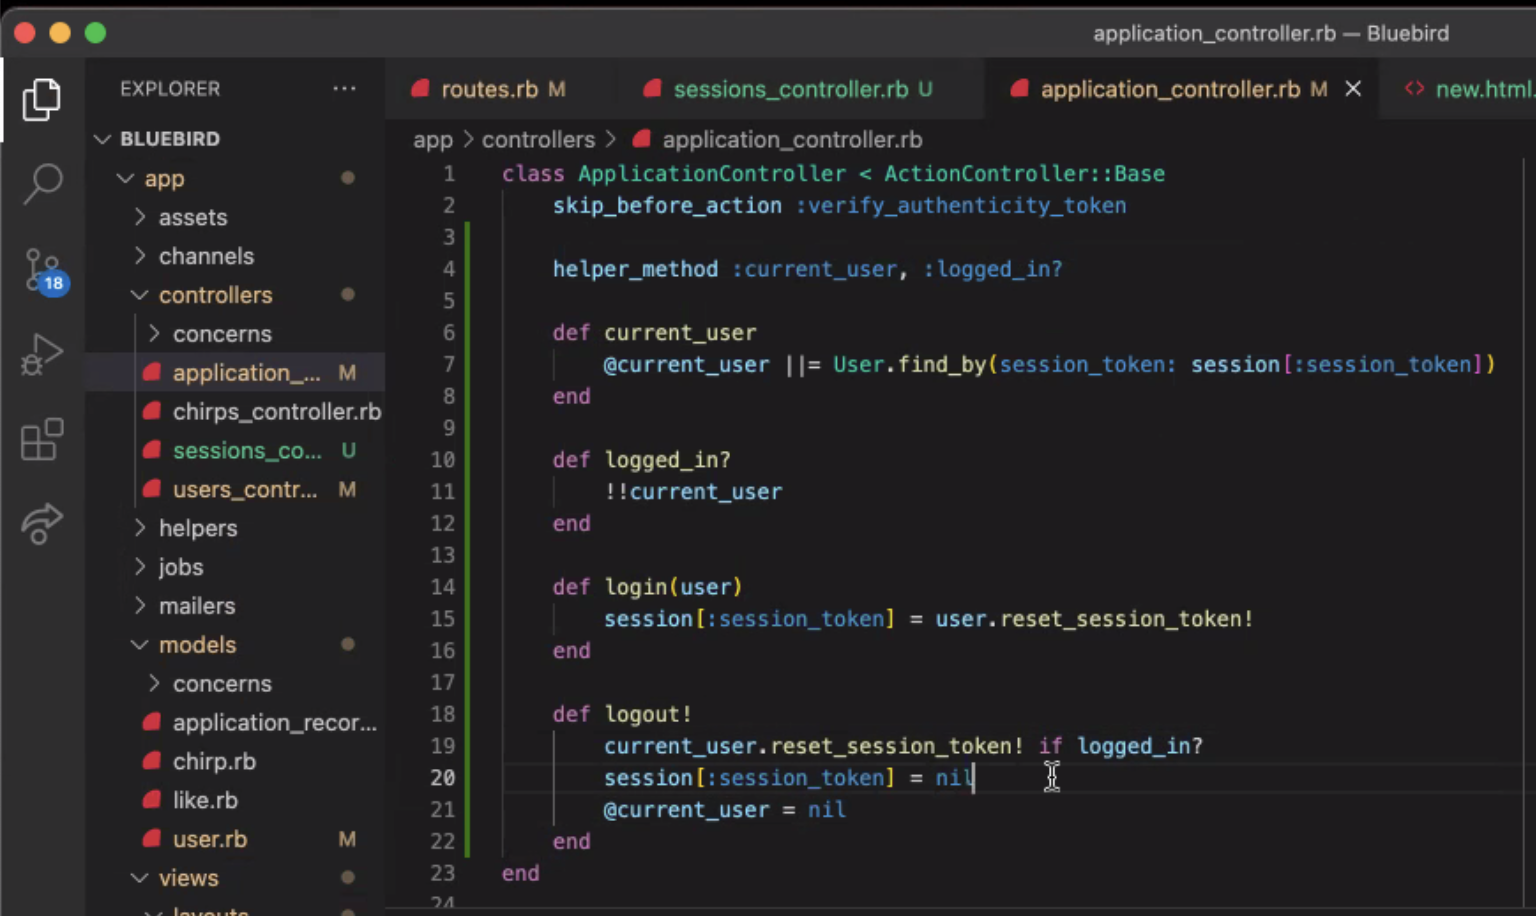 application_controller.rb — Bluebird
EXPLORER ...
routes.rb M
sessions_controller.rb U
application_controller.rb M
new.html.
BLUEBIRD
app > controllers > application_controller.rb
app
assets
channels
18
controllers
concerns
application_... M
chirps_controller.rb
sessions_co... U
users_contr... M
helpers
jobs
mailers
models
concerns
application_recor...
chirp.rb
like.rb
user.rb M
views
layouts
1 class ApplicationController < ActionController::Base
2 skip_before_action :verify_authenticity_token
3
4 helper_method :current_user, :logged_in?
5
6 def current_user
7 @current_user ||= User.find_by(session_token: session[:session_token])
8 end
9
10 def logged_in?
11 !!current_user
12 end
13
14 def login(user)
15 session[:session_token] = user.reset_session_token!
16 end
17
18 def logout!
19 current_user.reset_session_token! if logged_in?
20 session[:session_token] = nil
21 @current_user = nil
22 end
23 end
24